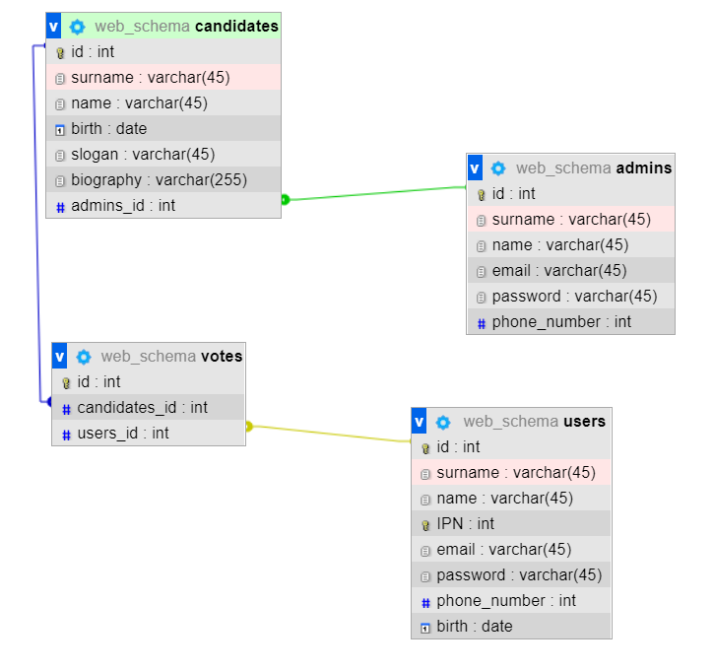 v web_schema candidates
id : int
surname : varchar(45)
name : varchar(45)
birth : date
slogan : varchar(45)
biography : varchar(255)
# admins_id : int
v web_schema admins
id : int
surname : varchar(45)
name : varchar(45)
email : varchar(45)
password : varchar(45)
# phone_number : int
v web_schema votes
id : int
# candidates_id : int
# users_id : int
v web_schema users
id : int
surname : varchar(45)
name : varchar(45)
IPN : int
email : varchar(45)
password : varchar(45)
# phone_number : int
birth : date